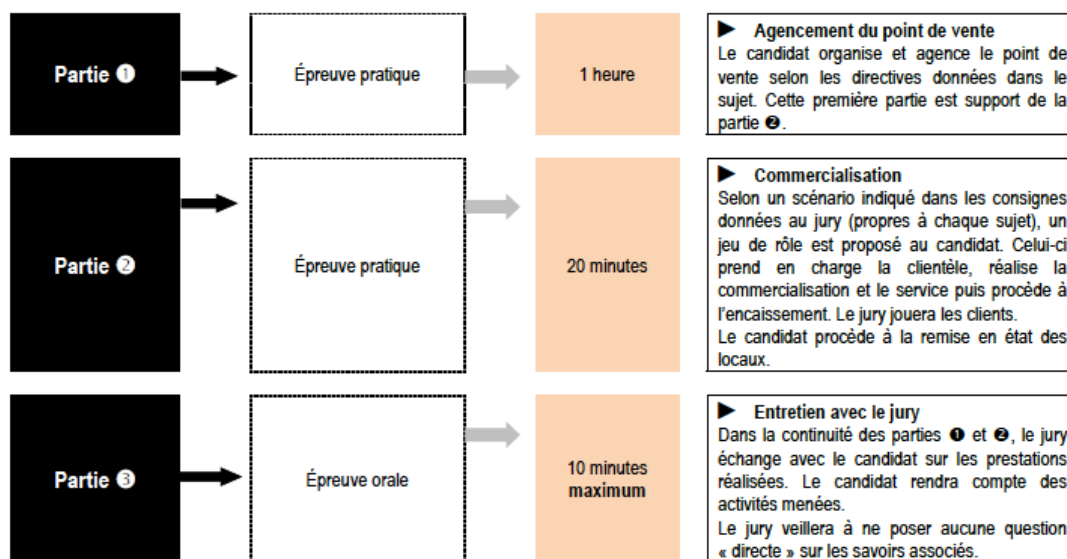 Partie ❶
Épreuve pratique
1 heure
► Agencement du point de vente
Le candidat organise et agence le point de
vente selon les directives données dans le
sujet. Cette première partie est support de la
partie ❷.
Partie ❷
Épreuve pratique
20 minutes
► Commercialisation
Selon un scénario indiqué dans les consignes
données au jury (propres à chaque sujet), un
jeu de rôle est proposé au candidat. Celui-ci
prend en charge la clientèle, réalise la
commercialisation et le service puis procède à
l'encaissement. Le jury jouera les clients.
Le candidat procède à la remise en état des
locaux.
Partie ❸
Épreuve orale
10 minutes
maximum
► Entretien avec le jury
Dans la continuité des parties ❶ et ❷, le jury
échange avec le candidat sur les prestations
réalisées. Le candidat rendra compte des
activités menées.
Le jury veillera à ne poser aucune question
« directe » sur les savoirs associés.